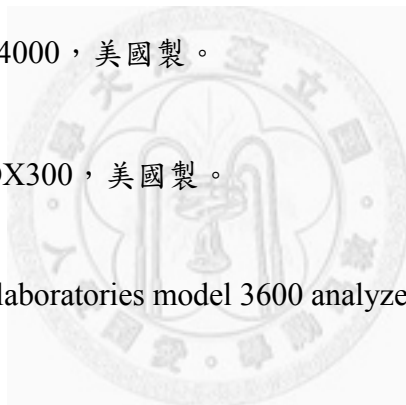 4000，美國製。
X300，美國製。
laboratories model 3600 analyze